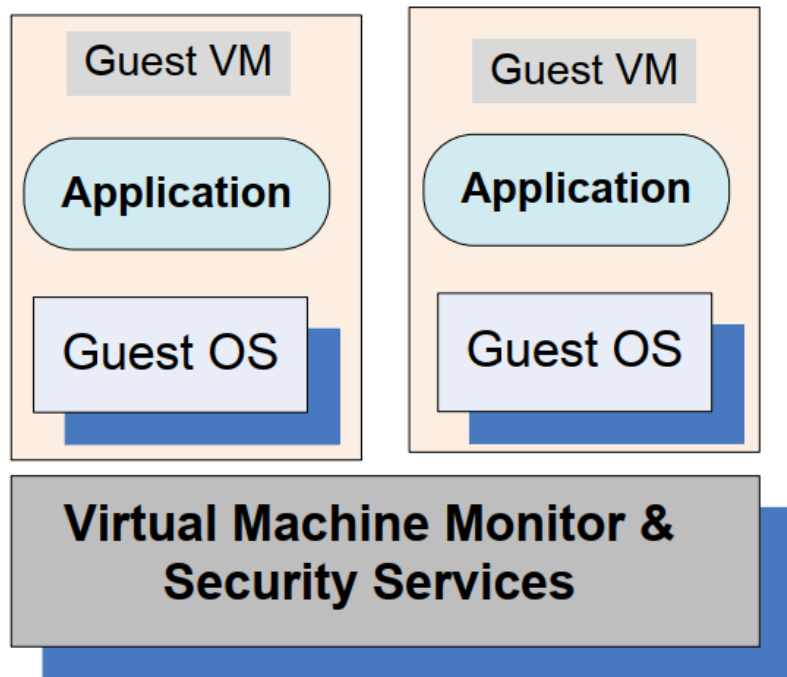 Guest VM
Application
Guest OS
Guest VM
Application
Guest OS
Virtual Machine Monitor &
Security Services